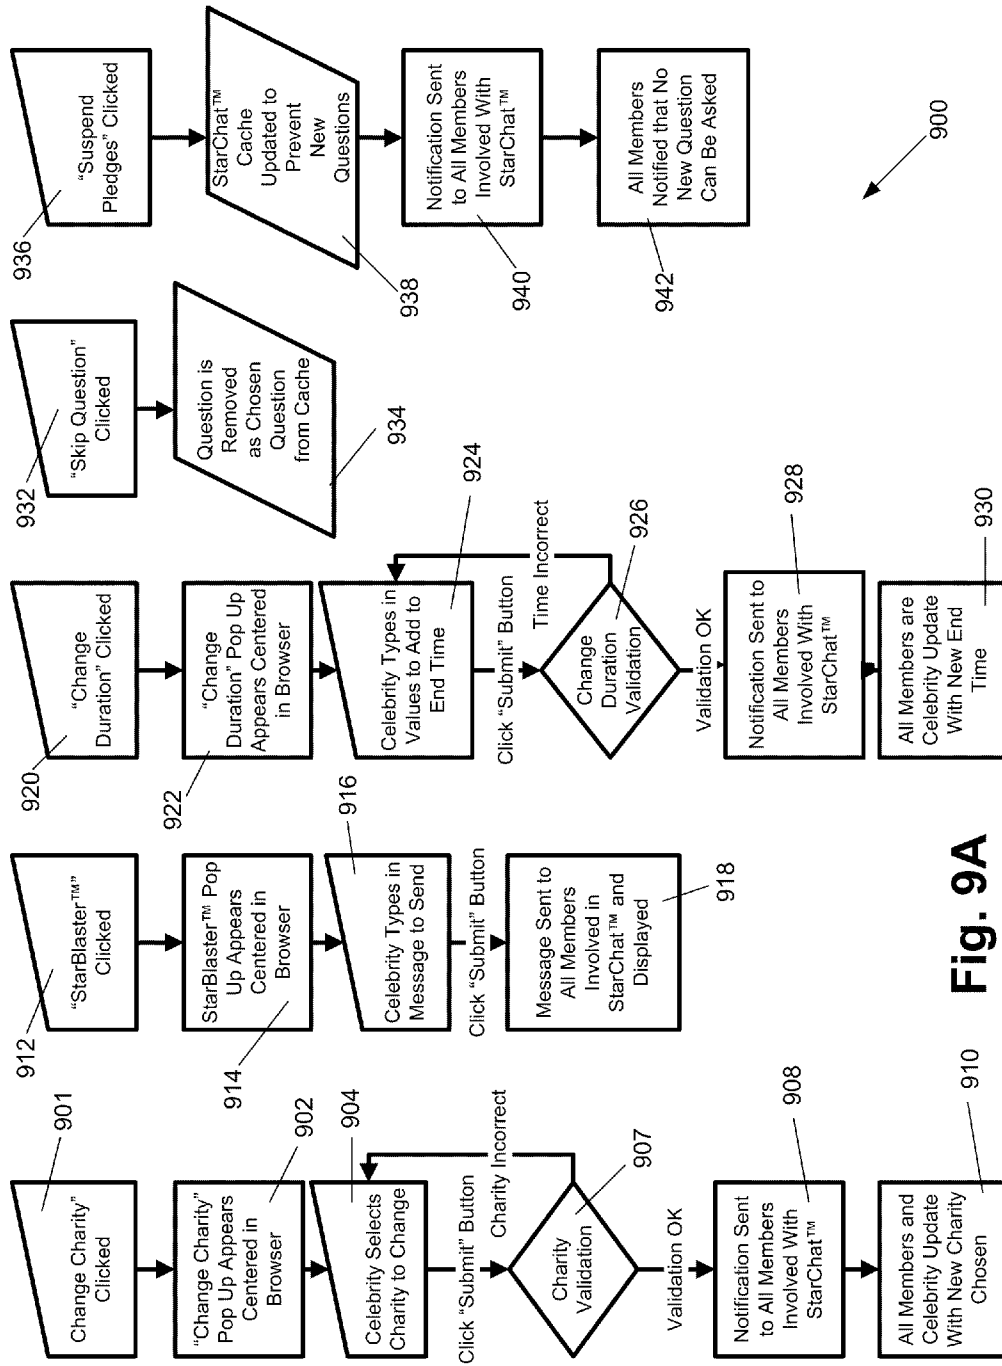 Change Charity”
Clicked
901
“Change Charity”
Pop Up Appears
Centered in
Browser
902
Celebrity Selects
Charity to Change
904
Click “Submit” Button
Charity Incorrect
Charity
Validation
907
Validation OK
Notification Sent
to All Members
Involved With
StarChat™
908
All Members and
Celebrity Update
With New Charity
Chosen
910
“StarBlaster™”
Clicked
912
StarBlaster™ Pop
Up Appears
Centered in
Browser
914
Celebrity Types in
Message to Send
916
Click “Submit” Button
Message Sent to
All Members
Involved in
StarChat™ and
Displayed
918
“Change
Duration” Clicked
920
“Change
Duration” Pop Up
Appears Centered
in Browser
922
Celebrity Types in
Values to Add to
End Time
924
Click “Submit” Button
Time Incorrect
Change
Duration
Validation
926
Validation OK
Notification Sent to
All Members
Involved With
StarChat™
928
All Members are
Celebrity Update
With New End
Time
930
“Skip Question”
Clicked
932
Question is
Removed
as Chosen
Question
from Cache
934
“Suspend
Pledges” Clicked
936
StarChat™
Cache
Updated to
Prevent
New
Questions
938
Notification Sent
to All Members
Involved With
StarChat™
940
All Members
Notified that No
New Question
Can Be Asked
942
900
Fig. 9A